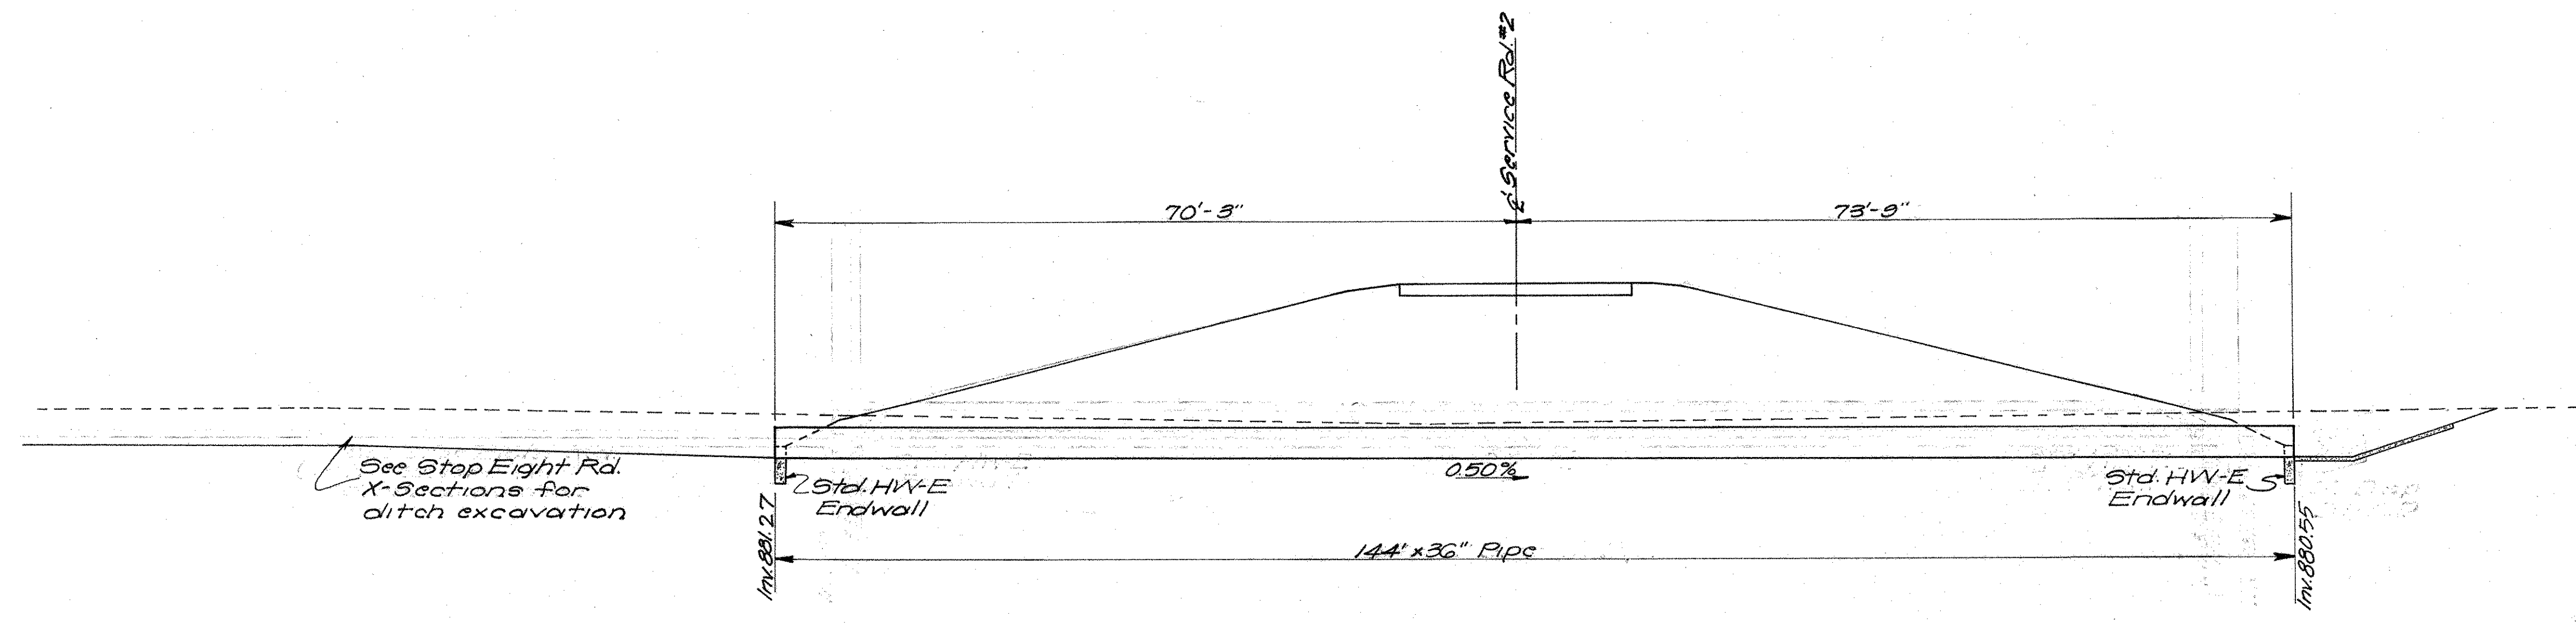 ℄ Service Rd. #2
70'-3"
73'-9"
See Stop Eight Rd.
X-Sections for
ditch excavation
Std. HW-E
Endwall
0.50%
Std. HW-E
Endwall
Inv. 881.27
144' x 36" Pipe
Inv. 880.55